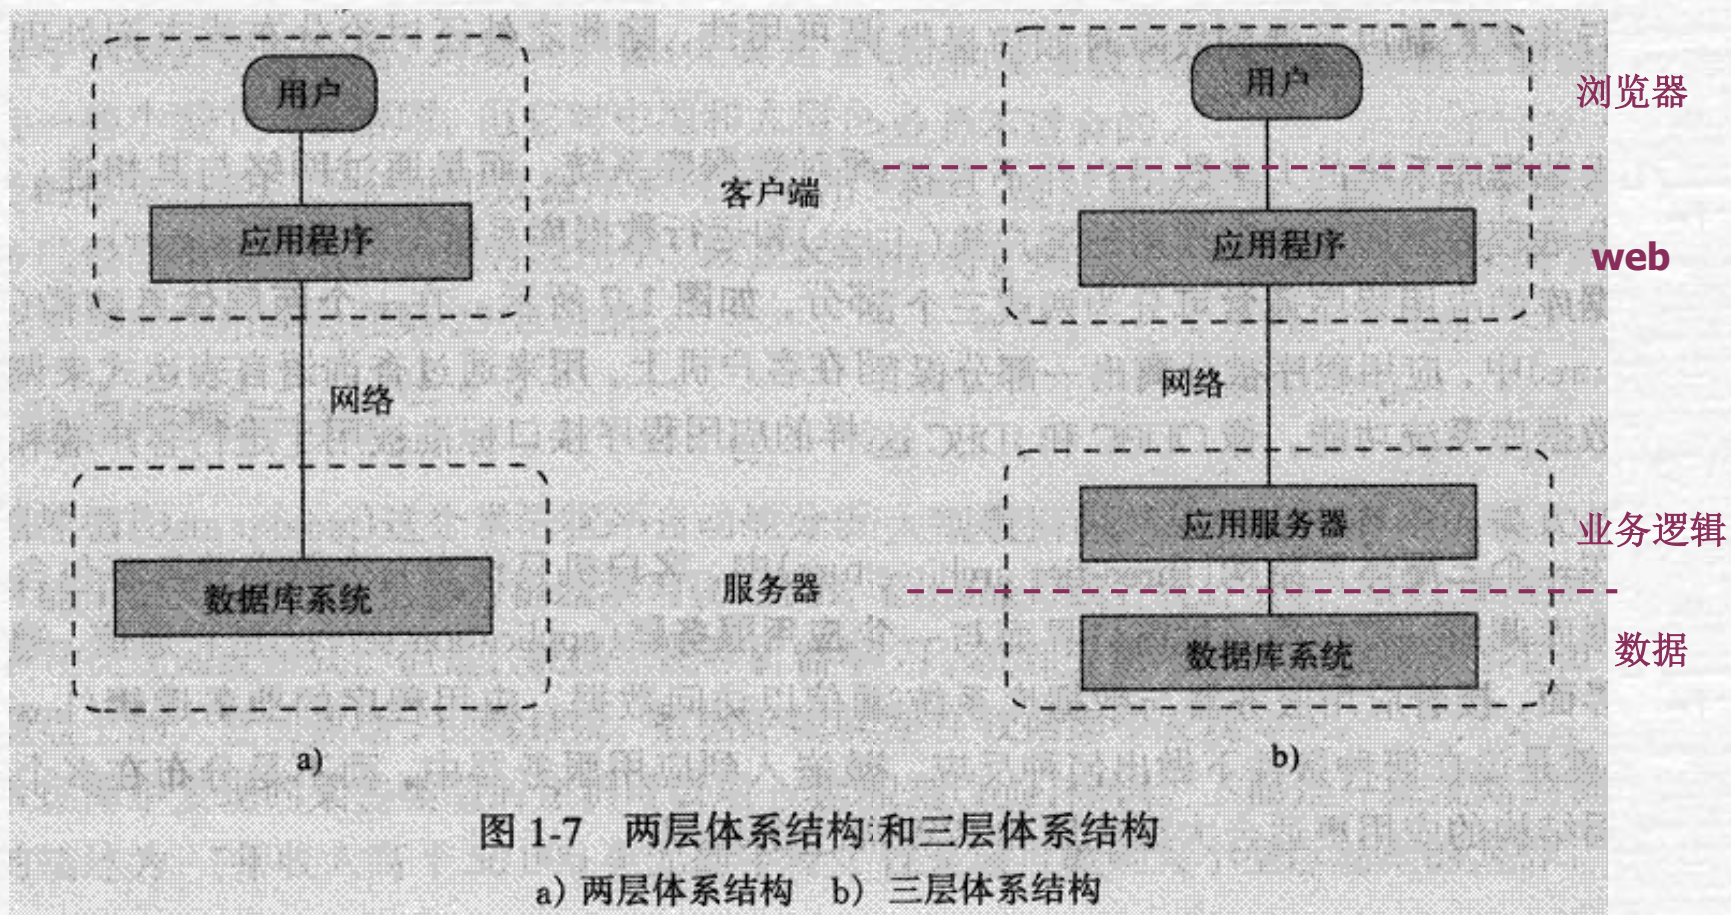 用户
应用程序
网络
数据库系统
a)
客户端
服务器
用户
应用程序
网络
应用服务器
数据库系统
b)
浏览器
web
业务逻辑
数据
图 1-7 两层体系结构和三层体系结构
a) 两层体系结构 b) 三层体系结构